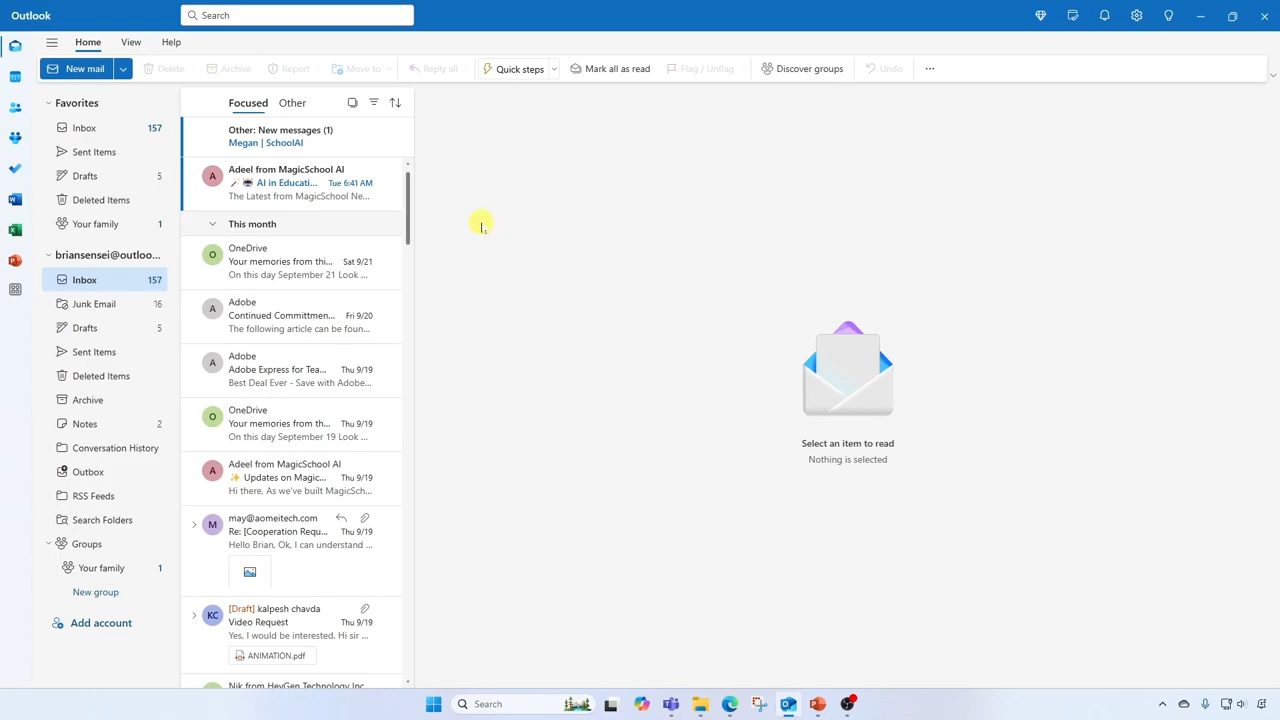 Outlook
Search
Home
View
Help
New mail
Delete
Archive
Report
Move to
Reply all
Quick steps
Mark all as read
Flag / Unflag
Discover groups
Undo
Favorites
Inbox 157
Sent Items
Drafts 5
Deleted Items
Your family 1
briansensei@outloo...
Inbox 157
Junk Email 16
Drafts 5
Sent Items
Deleted Items
Archive
Notes 2
Conversation History
Outbox
RSS Feeds
Search Folders
Groups
Your family 1
New group
Add account
Focused Other
Other: New messages (1)
Megan | SchoolAI
A
Adeel from MagicSchool AI
AI in Educati... Tue 6:41 AM
The Latest from MagicSchool Ne...
This month
O
OneDrive
Your memories from thi... Sat 9/21
On this day September 21 Look ...
A
Adobe
Continued Committmen... Fri 9/20
The following article can be foun...
A
Adobe
Adobe Express for Tea... Thu 9/19
Best Deal Ever - Save with Adobe...
O
OneDrive
Your memories from th... Thu 9/19
On this day September 19 Look ...
A
Adeel from MagicSchool AI
✨ Updates on Magic... Thu 9/19
Hi there, As we've built MagicSch...
M
may@aomeitech.com
Re: [Cooperation Requ... Thu 9/19
Hello Brian, Ok, I can understand ...
KC
[Draft] kalpesh chavda
Video Request Thu 9/19
Yes, I would be interested. Hi sir ...
ANIMATION.pdf
Nik from HeyGen Technology Inc.
Select an item to read
Nothing is selected
Search